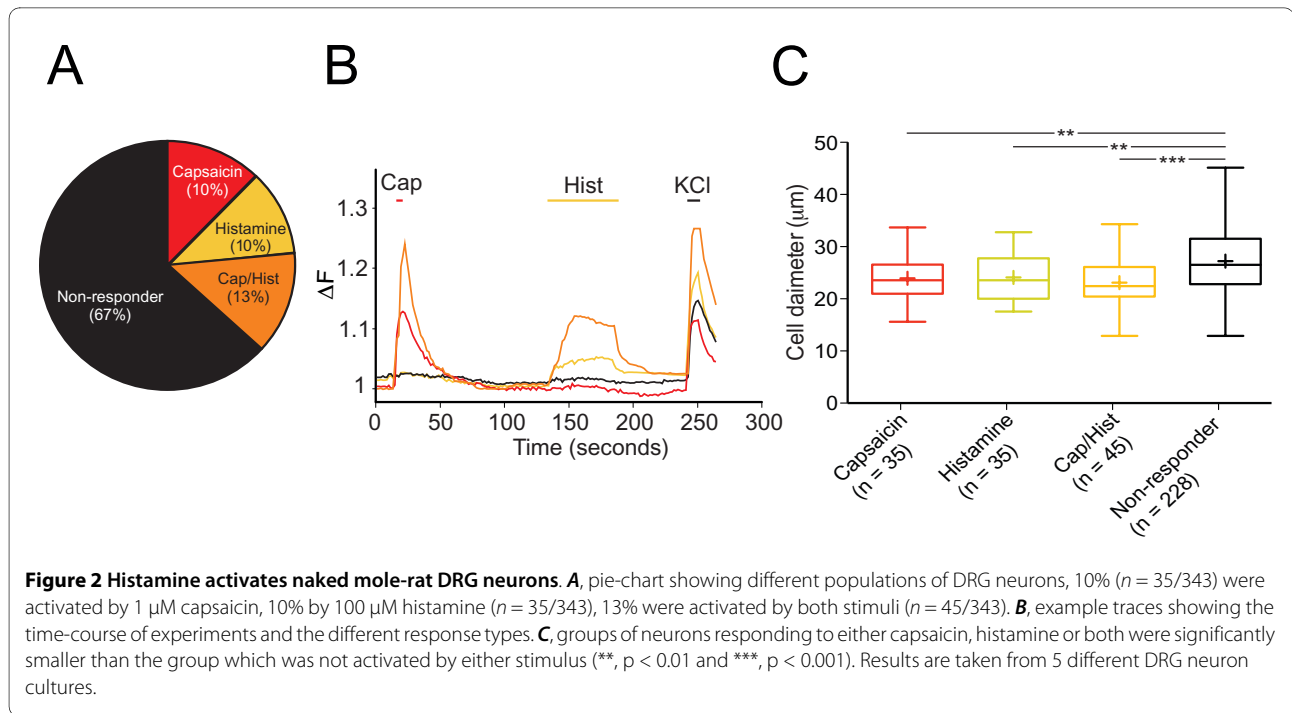 A
Capsaicin
(10%)
Histamine
(10%)
Cap/Hist
(13%)
Non-responder
(67%)
B
Cap
Hist
KCl
1.3
1.2
1.1
1
ΔF
0
50
100
150
200
250
300
Time (seconds)
C
**
**
***
50
40
30
20
10
0
Cell daimeter (μm)
Capsaicin
(n = 35)
Histamine
(n = 35)
Cap/Hist
(n = 45)
Non-responder
(n = 228)
Figure 2 Histamine activates naked mole-rat DRG neurons. A, pie-chart showing different populations of DRG neurons, 10% (n = 35/343) were
activated by 1 μM capsaicin, 10% by 100 μM histamine (n = 35/343), 13% were activated by both stimuli (n = 45/343). B, example traces showing the
time-course of experiments and the different response types. C, groups of neurons responding to either capsaicin, histamine or both were significantly
smaller than the group which was not activated by either stimulus (**, p < 0.01 and ***, p < 0.001). Results are taken from 5 different DRG neuron
cultures.